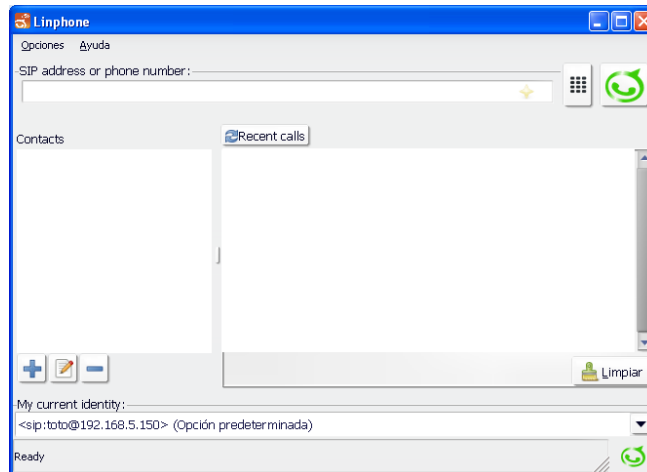 Linphone
Opciones Ayuda
SIP address or phone number:
Contacts
Recent calls
Limpiar
My current identity:
<sip:toto@192.168.5.150> (Opción predeterminada)
Ready